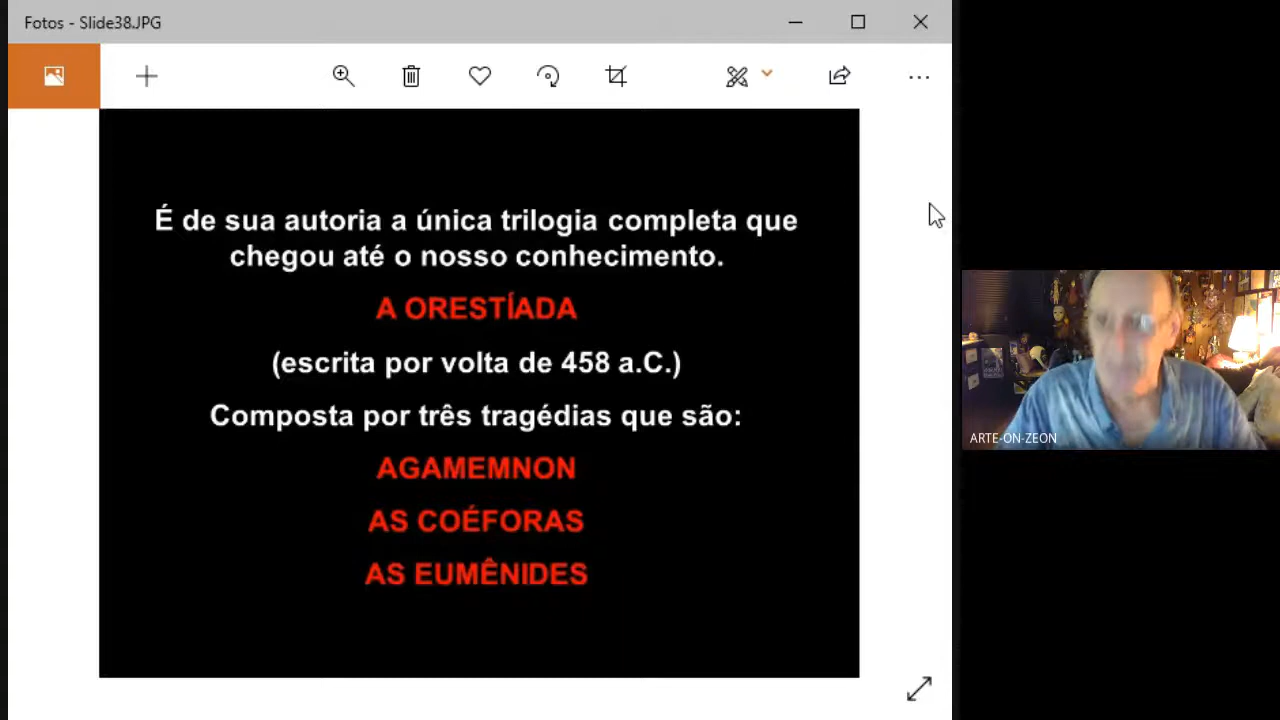 Fotos - Slide38.JPG
É de sua autoria a única trilogia completa que
chegou até o nosso conhecimento.
A ORESTÍADA
(escrita por volta de 458 a.C.)
Composta por três tragédias que são:
AGAMEMNON
AS COÉFORAS
AS EUMÊNIDES
ARTE-ON-ZEON